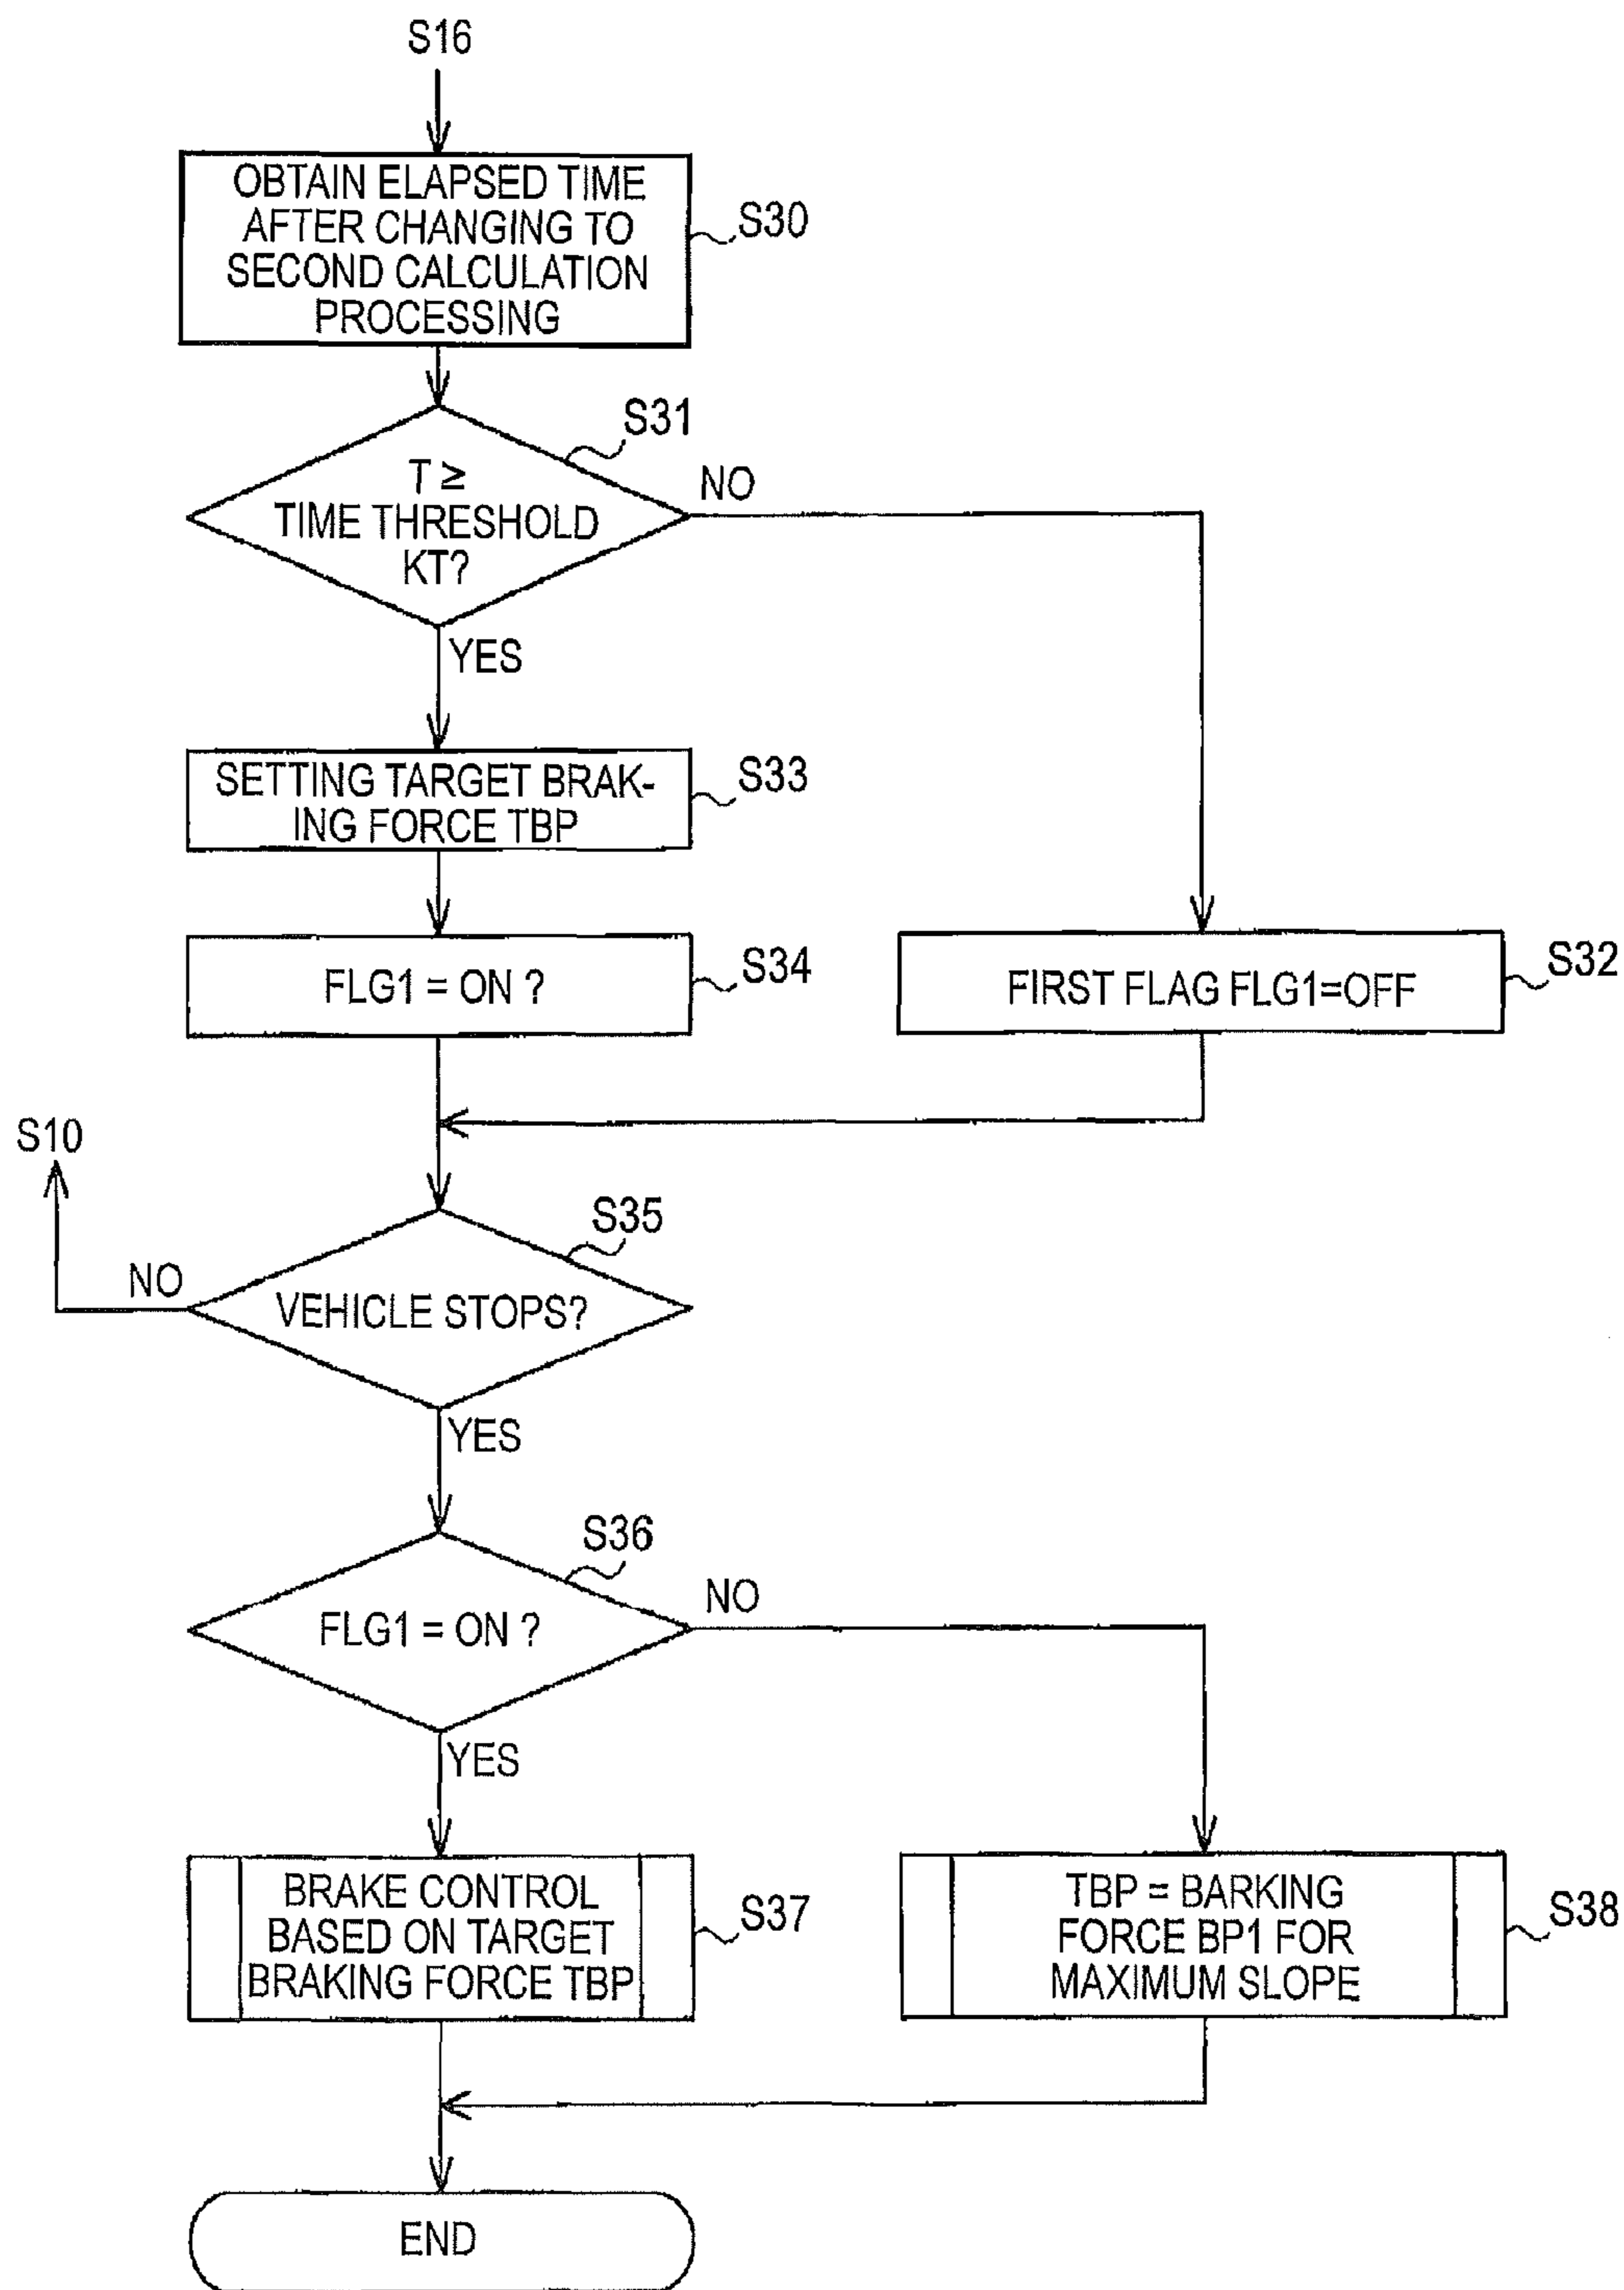 S16
OBTAIN ELAPSED TIME
AFTER CHANGING TO
SECOND CALCULATION
PROCESSING
S30
S31
T ≥
TIME THRESHOLD
KT?
NO
YES
SETTING TARGET BRAK-
ING FORCE TBP
S33
FLG1 = ON ?
S34
FIRST FLAG FLG1=OFF
S32
S10
S35
NO
VEHICLE STOPS?
YES
S36
FLG1 = ON ?
NO
YES
BRAKE CONTROL
BASED ON TARGET
BRAKING FORCE TBP
S37
TBP = BARKING
FORCE BP1 FOR
MAXIMUM SLOPE
S38
END